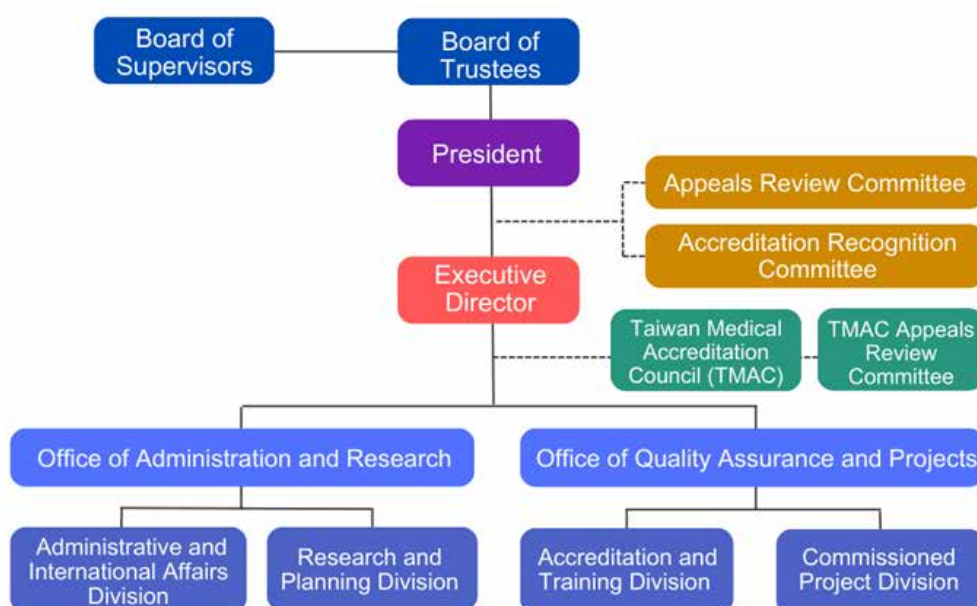 Board of
Supervisors
Board of
Trustees
President
Appeals Review Committee
Accreditation Recognition
Committee
Executive
Director
Taiwan Medical
Accreditation
Council (TMAC)
TMAC Appeals
Review
Committee
Office of Administration and Research
Office of Quality Assurance and Projects
Administrative and
International Affairs
Division
Research and
Planning Division
Accreditation and
Training Division
Commissioned
Project Division